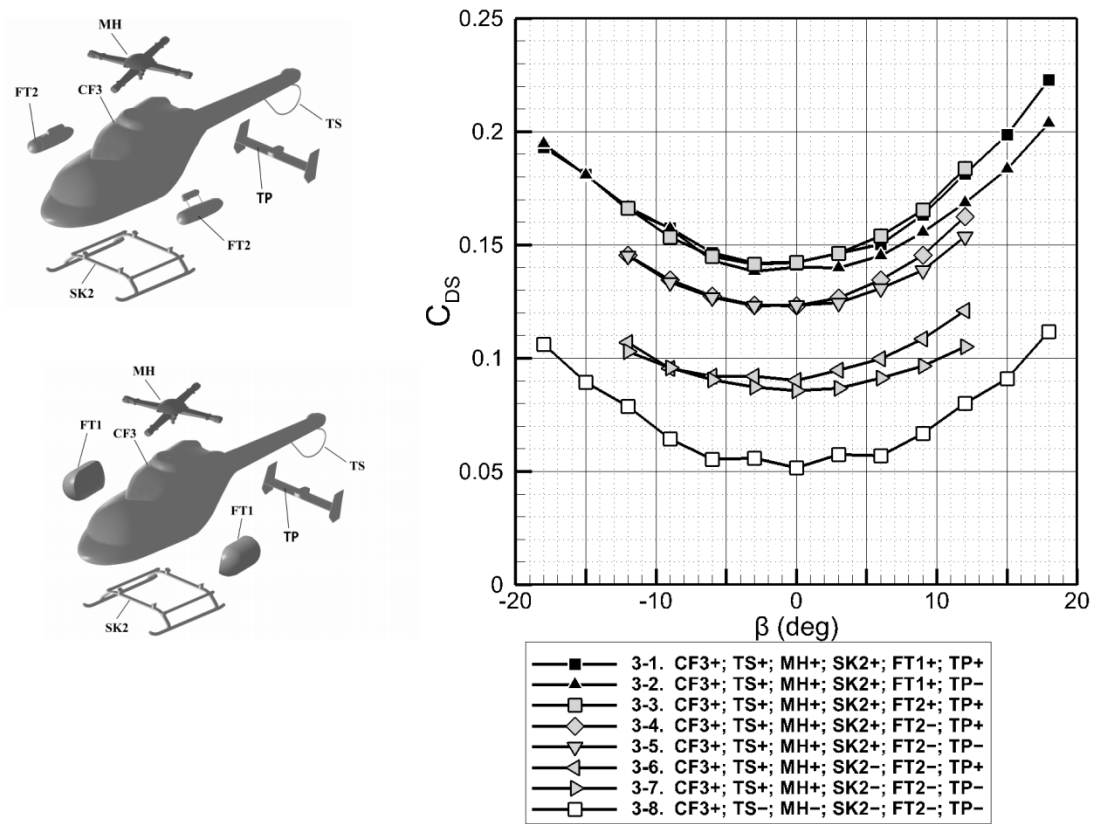 MH
FT2
CF3
TS
TP
FT2
SK2
MH
FT1
CF3
TS
FT1
TP
SK2
0.25
0.2
0.15
0.1
0.05
0
C_DS
-20
-10
0
10
20
β (deg)
3-1. CF3+; TS+; MH+; SK2+; FT1+; TP+
3-2. CF3+; TS+; MH+; SK2+; FT1+; TP−
3-3. CF3+; TS+; MH+; SK2+; FT2+; TP+
3-4. CF3+; TS+; MH+; SK2+; FT2−; TP+
3-5. CF3+; TS+; MH+; SK2+; FT2−; TP−
3-6. CF3+; TS+; MH+; SK2−; FT2−; TP+
3-7. CF3+; TS+; MH+; SK2−; FT2−; TP−
3-8. CF3+; TS−; MH−; SK2−; FT2−; TP−